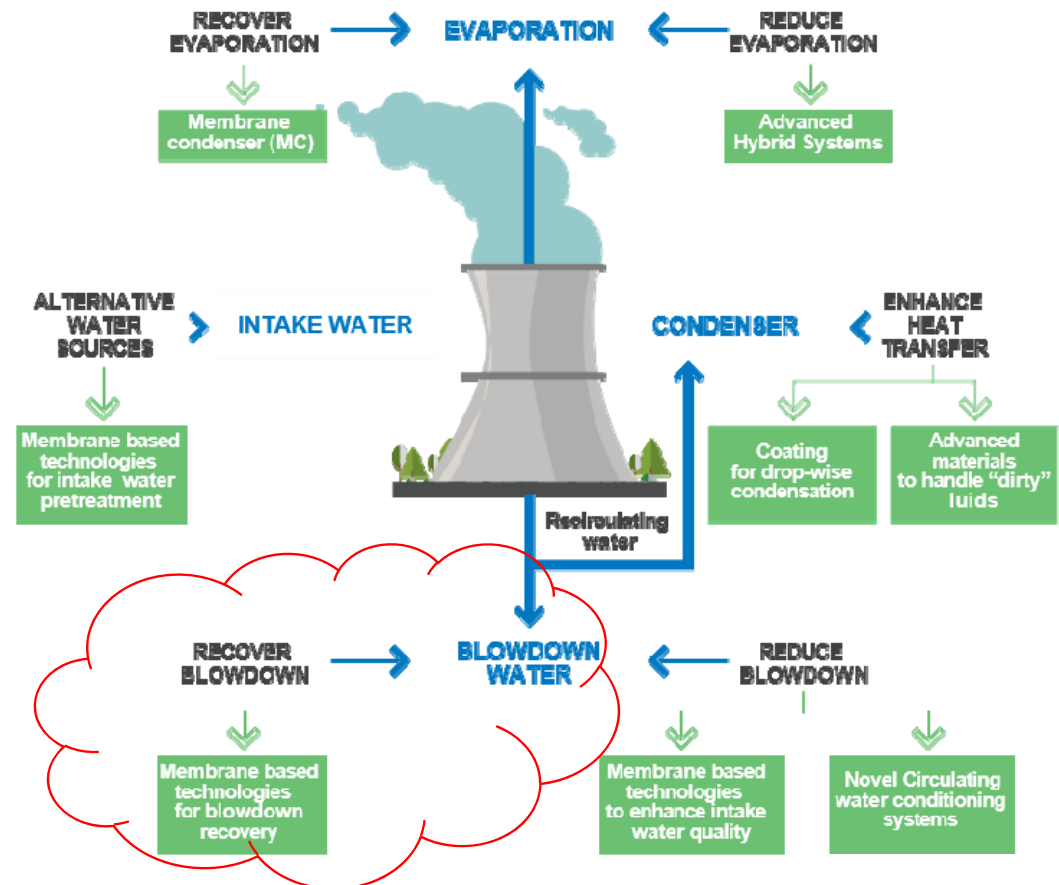 RECOVER
EVAPORATION
EVAPORATION
REDUCE
EVAPORATION
Membrane
condenser (MC)
Advanced
Hybrid Systems
ALTERNATIVE
WATER
SOURCES
INTAKE WATER
CONDENSER
ENHANCE
HEAT
TRANSFER
Membrane based
technologies
for intake water
pretreatment
Coating
for drop-wise
condensation
Advanced
materials
to handle “dirty”
luids
Recirculating
water
RECOVER
BLOWDOWN
BLOWDOWN
WATER
REDUCE
BLOWDOWN
Membrane based
technologies
for blowdown
recovery
Membrane based
technologies
to enhance intake
water quality
Novel Circulating
water conditioning
systems